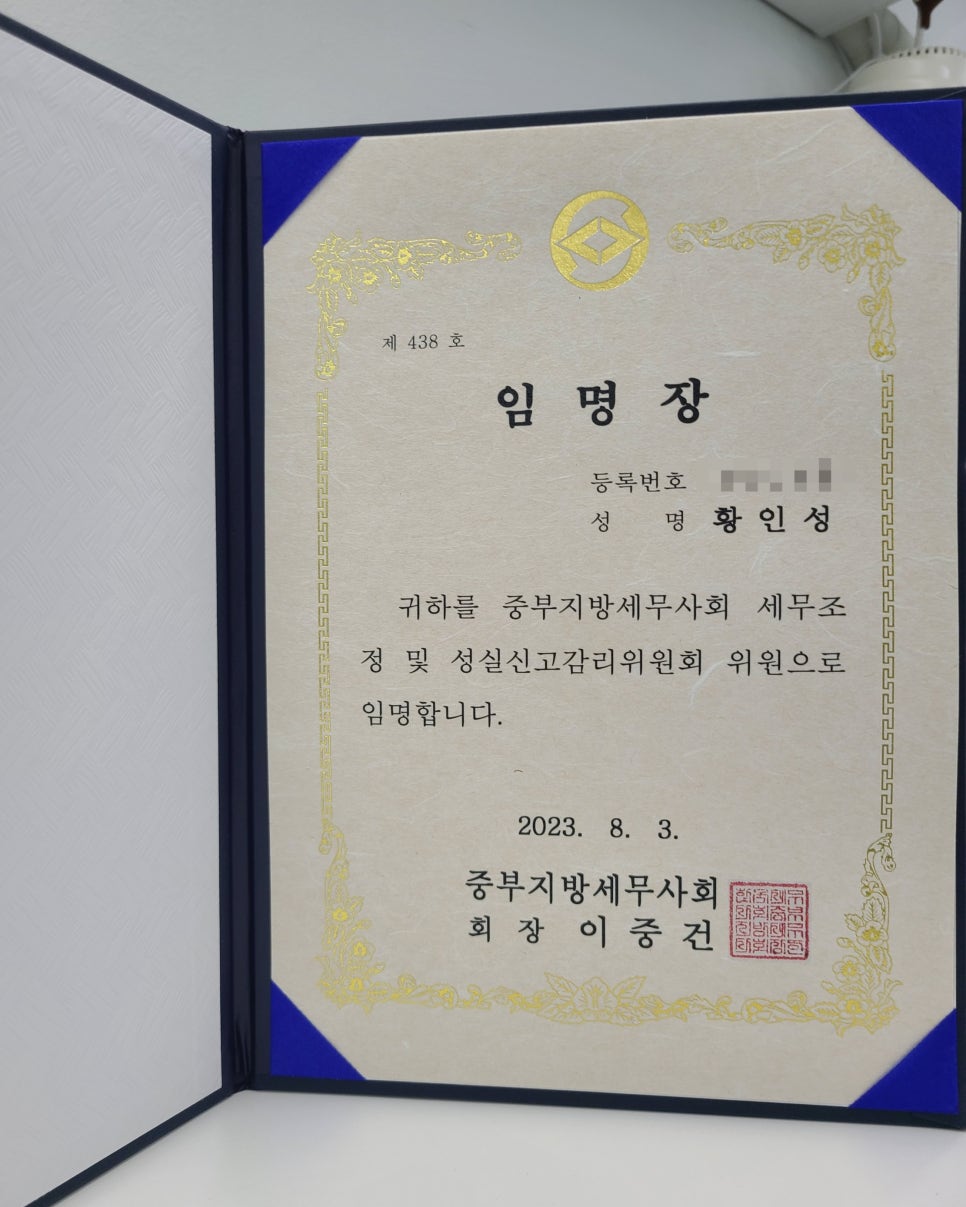 제 438 호
임 명 장
등록번호
성 명 황 인 성
귀하를 중부지방세무사회 세무조
정 및 성실신고감리위원회 위원으로
임명합니다.
2023. 8. 3.
중부지방세무사회
회 장 이 중 건